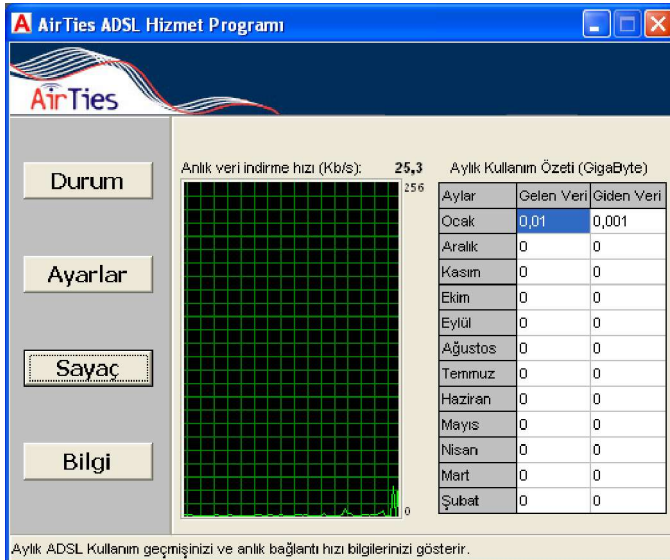 AirTies ADSL Hizmet Programı
AirTies
Durum
Ayarlar
Sayaç
Bilgi
Anlık veri indirme hızı (Kb/s): 25,3
256
0
Aylık Kullanım Özeti (GigaByte)
Aylar Gelen Veri Giden Veri
Ocak 0,01 0,001
Aralık 0 0
Kasım 0 0
Ekim 0 0
Eylül 0 0
Ağustos 0 0
Temmuz 0 0
Haziran 0 0
Mayıs 0 0
Nisan 0 0
Mart 0 0
Şubat 0 0
Aylık ADSL Kullanım geçmişinizi ve anlık bağlantı hızı bilgilerinizi gösterir.